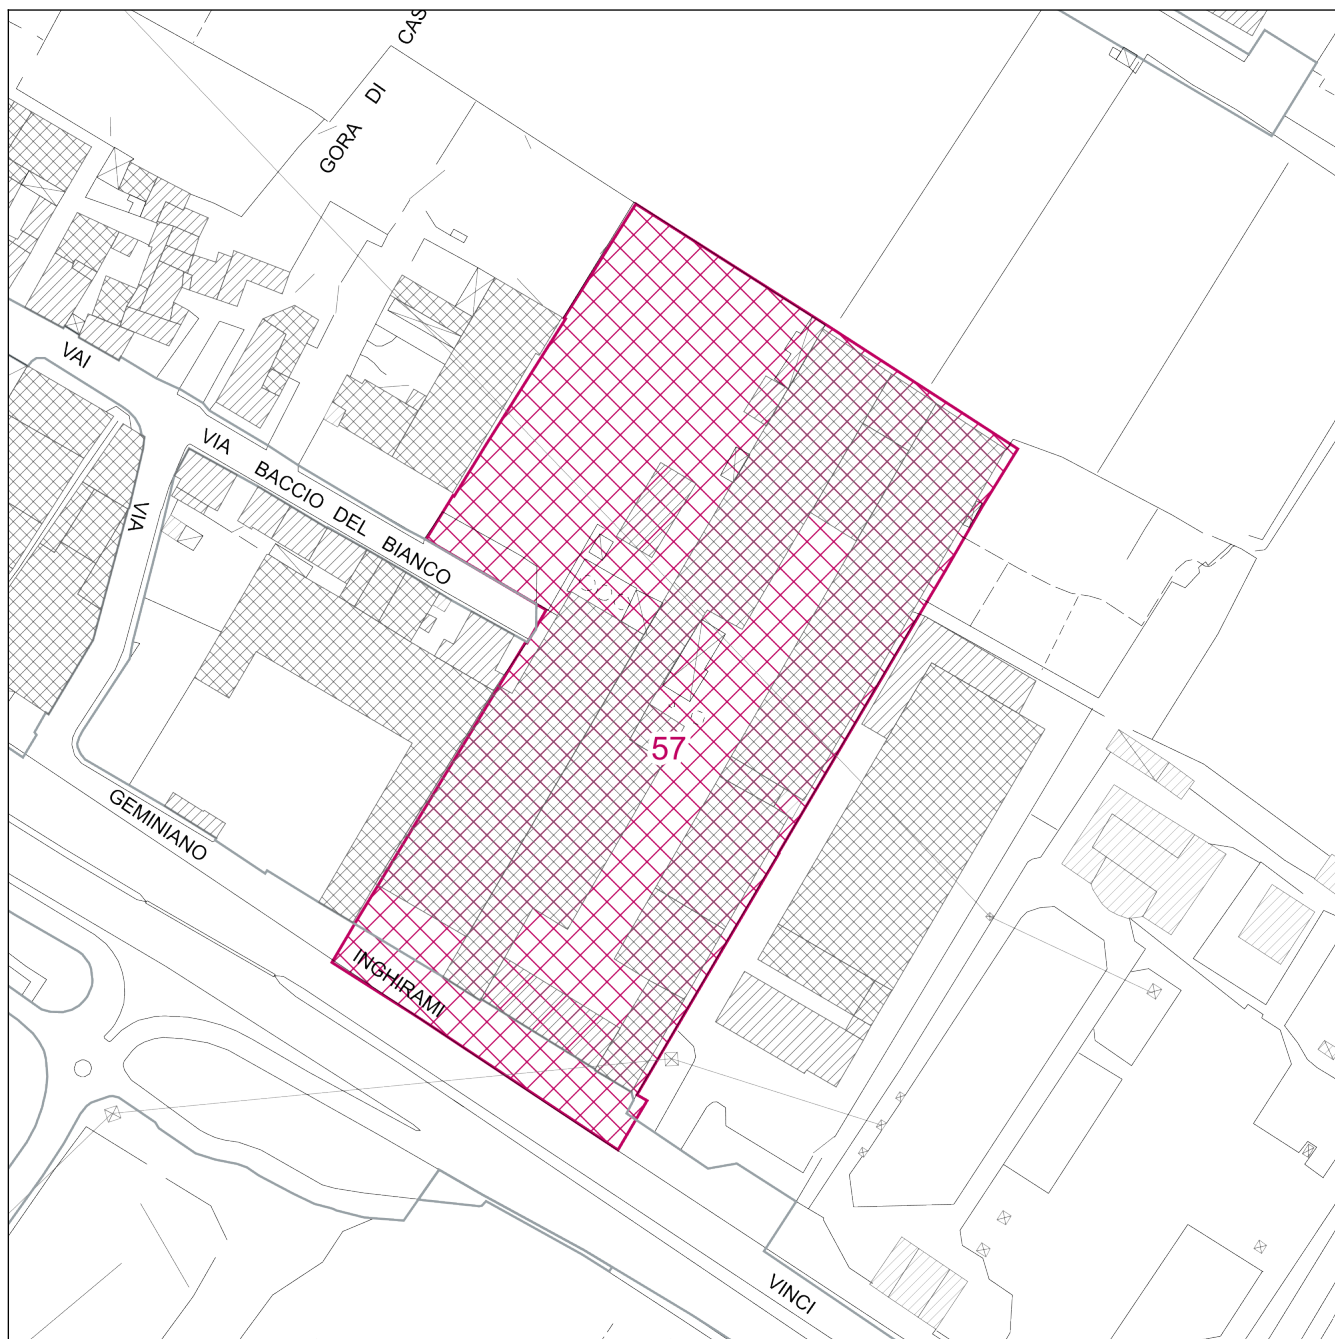 GORA DI CAS
VAI
VIA BACCIO DEL BIANCO
VIA
57
GEMINIANO
INGHIRAMI
VINCI